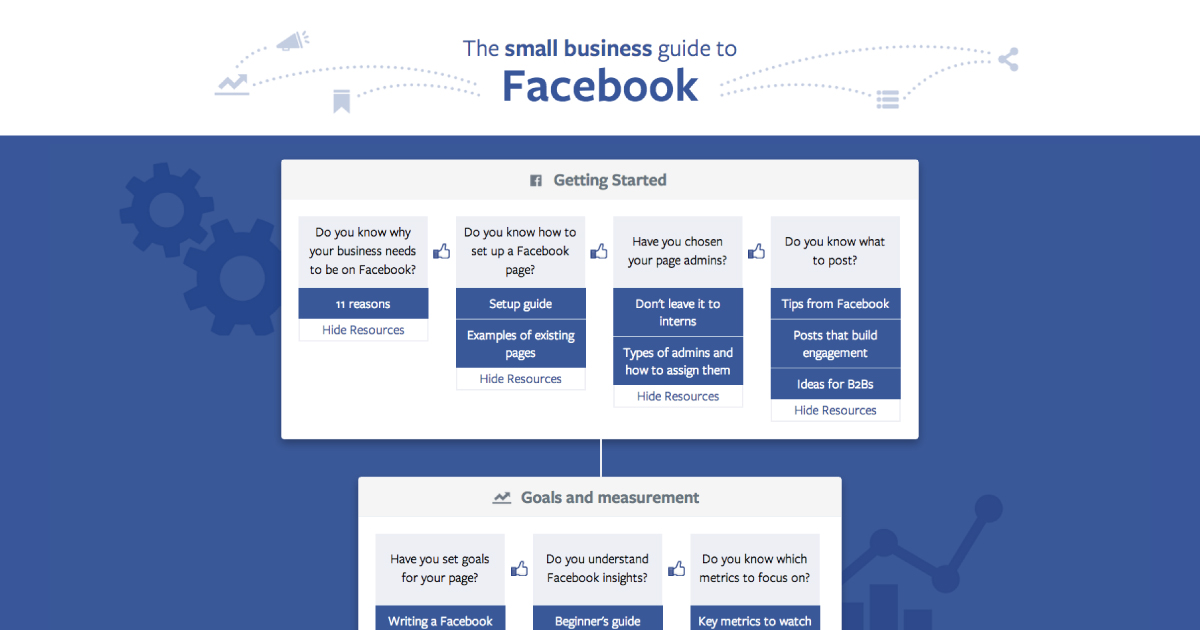 The small business guide to
Facebook
Getting Started
Do you know why
your business needs
to be on Facebook?
11 reasons
Hide Resources
Do you know how to
set up a Facebook
page?
Setup guide
Examples of existing
pages
Hide Resources
Have you chosen
your page admins?
Don't leave it to
interns
Types of admins and
how to assign them
Hide Resources
Do you know what
to post?
Tips from Facebook
Posts that build
engagement
Ideas for B2Bs
Hide Resources
Goals and measurement
Have you set goals
for your page?
Writing a Facebook
Do you understand
Facebook insights?
Beginner's guide
Do you know which
metrics to focus on?
Key metrics to watch